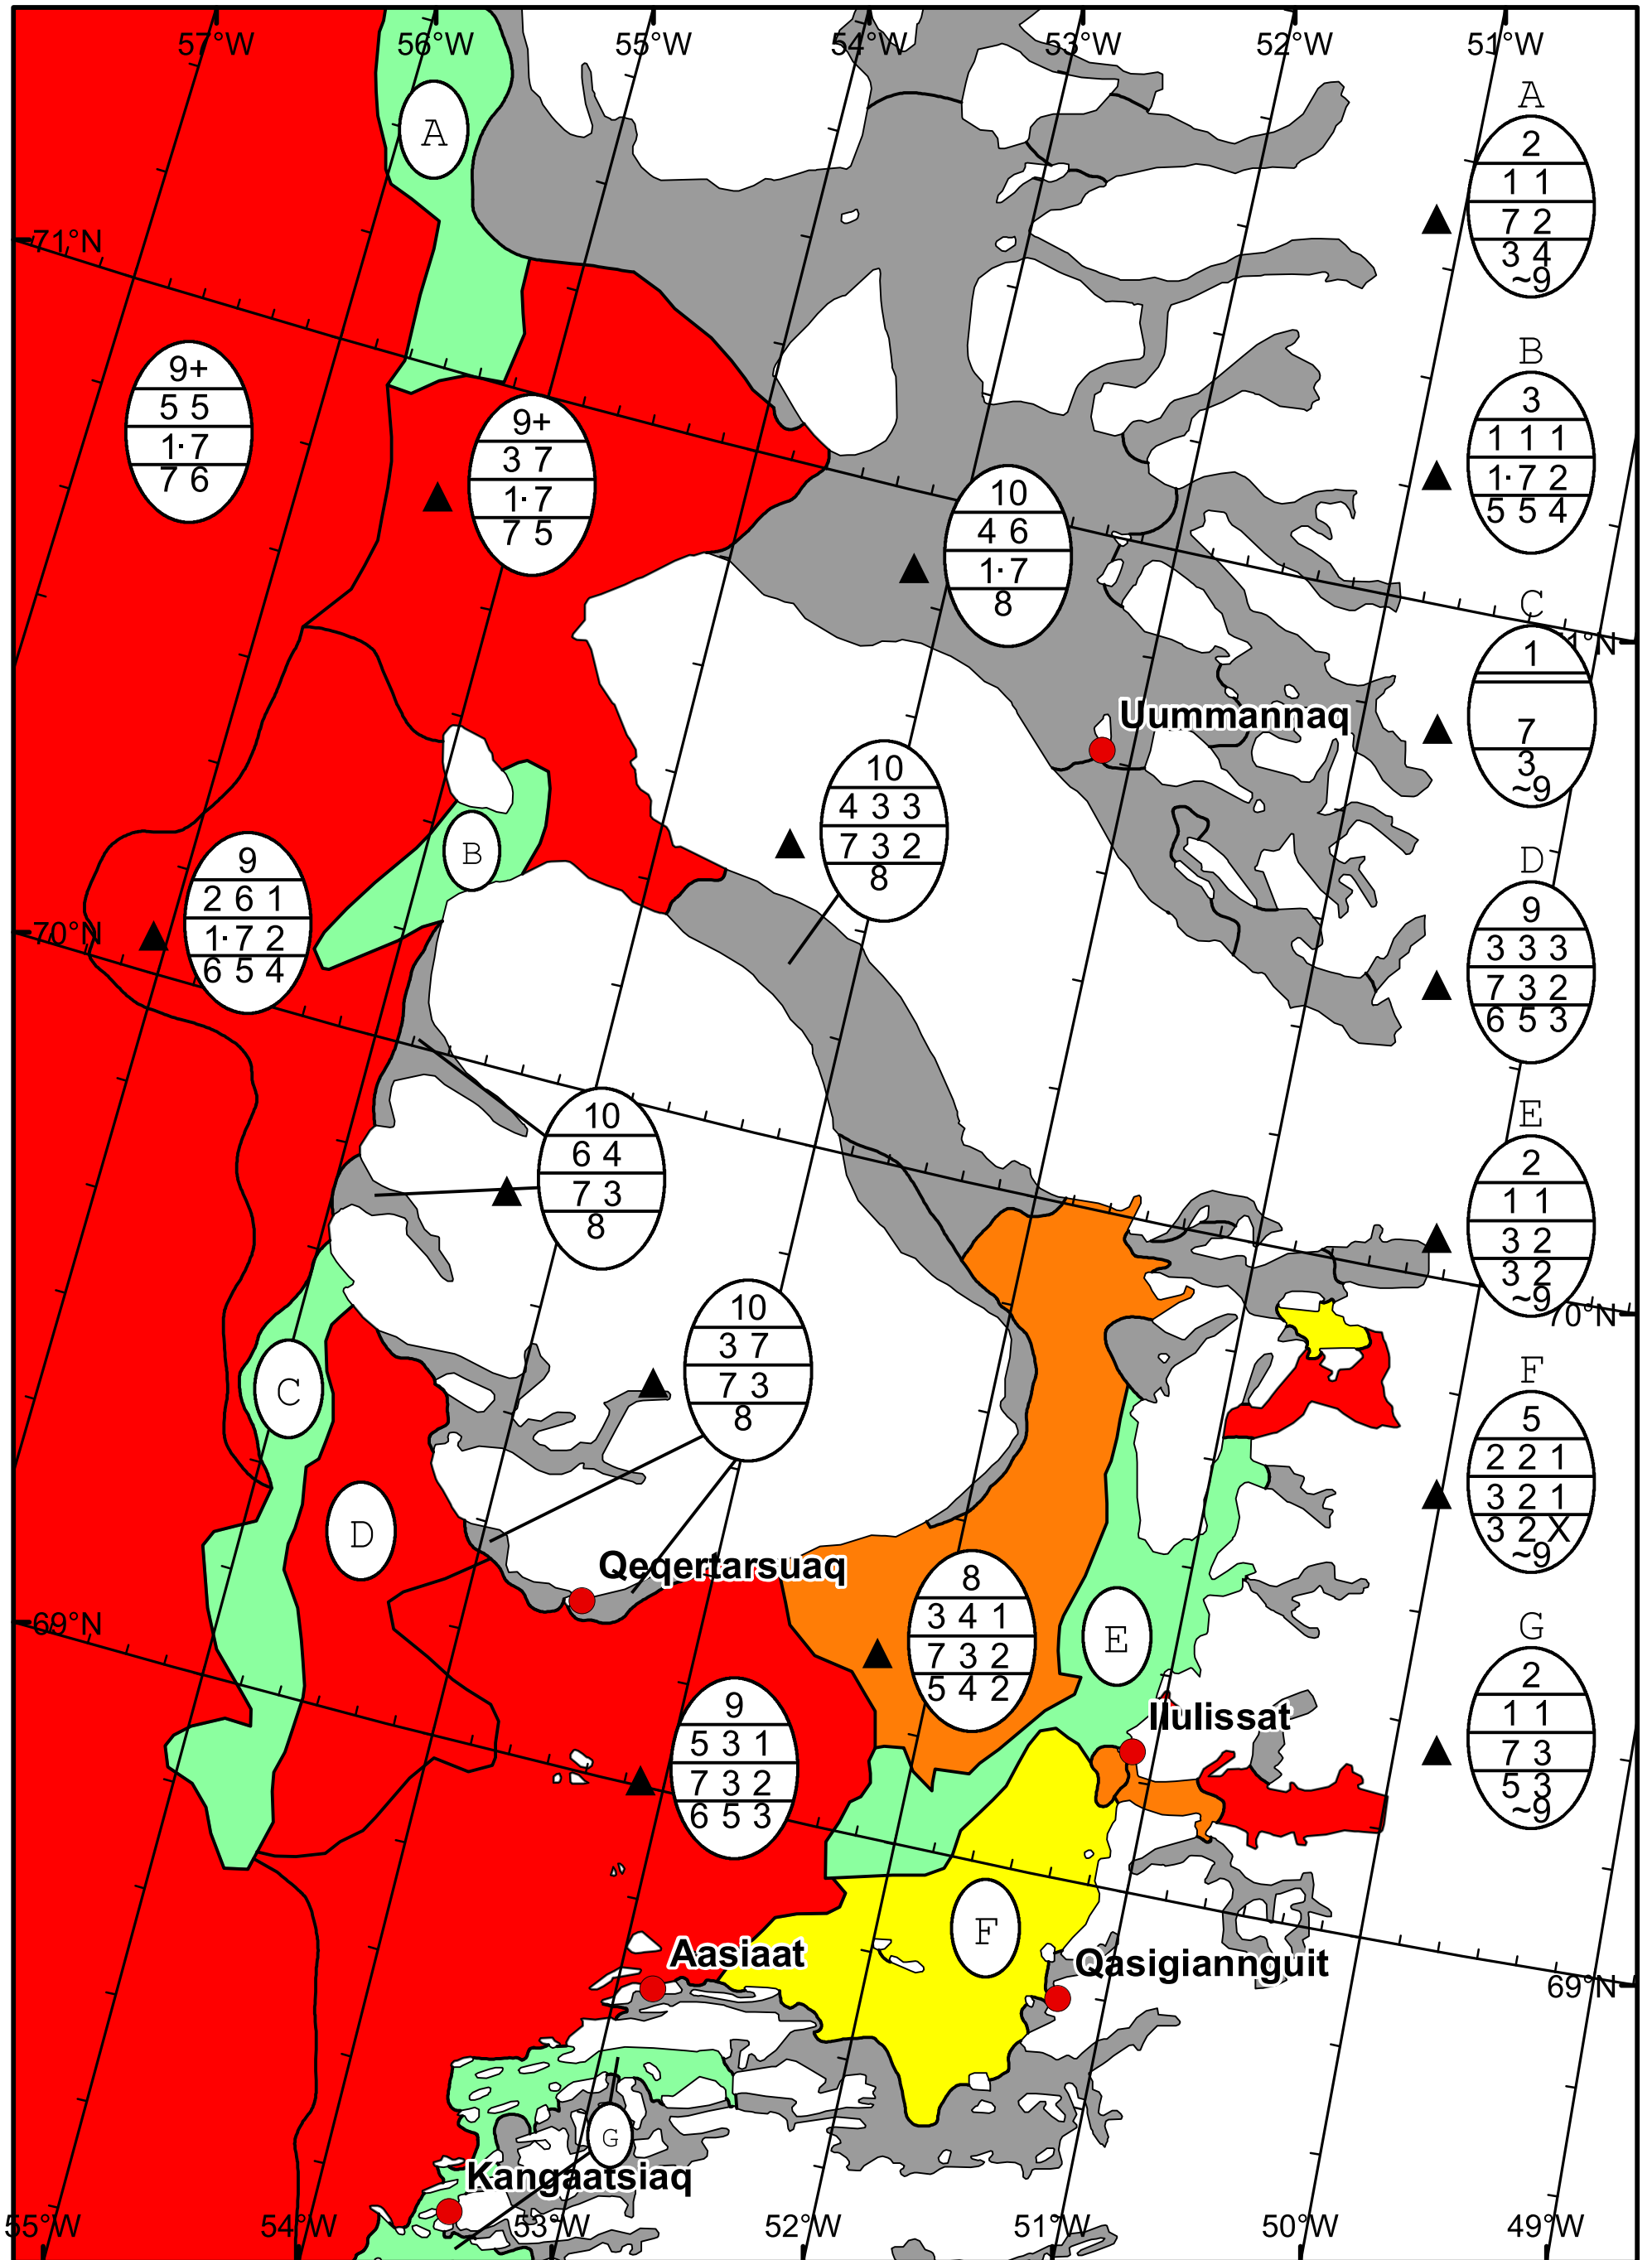 57°W 56°W 55°W 54°W 53°W 52°W 51°W
A
2
1 1
7 2
3 4
~9
A
71°N
9+
5 5
1· 7
7 6
9+
3 7
1· 7
7 5
B
3
1 1 1
1· 7 2
5 5 4
10
4 6
1· 7
8
C
1
7
3
~9
71°N
Uummannaq
10
4 3 3
7 3 2
8
B
9
2 6 1
1· 7 2
6 5 4
70°N
D
9
3 3 3
7 3 2
6 5 3
10
6 4
7 3
8
E
2
1 1
3 2
3 2
~9
70°N
10
3 7
7 3
8
C
F
5
2 2 1
3 2 1
3 2 X
~9
D
Qeqertarsuaq
8
3 4 1
7 3 2
5 4 2
E
69°N
G
2
1 1
7 3
5 3
~9
9
5 3 1
7 3 2
6 5 3
Ilulissat
F
Aasiaat
Qasigiannguit
69°N
G
Kangaatsiaq
55°W 54°W 53°W 52°W 51°W 50°W 49°W